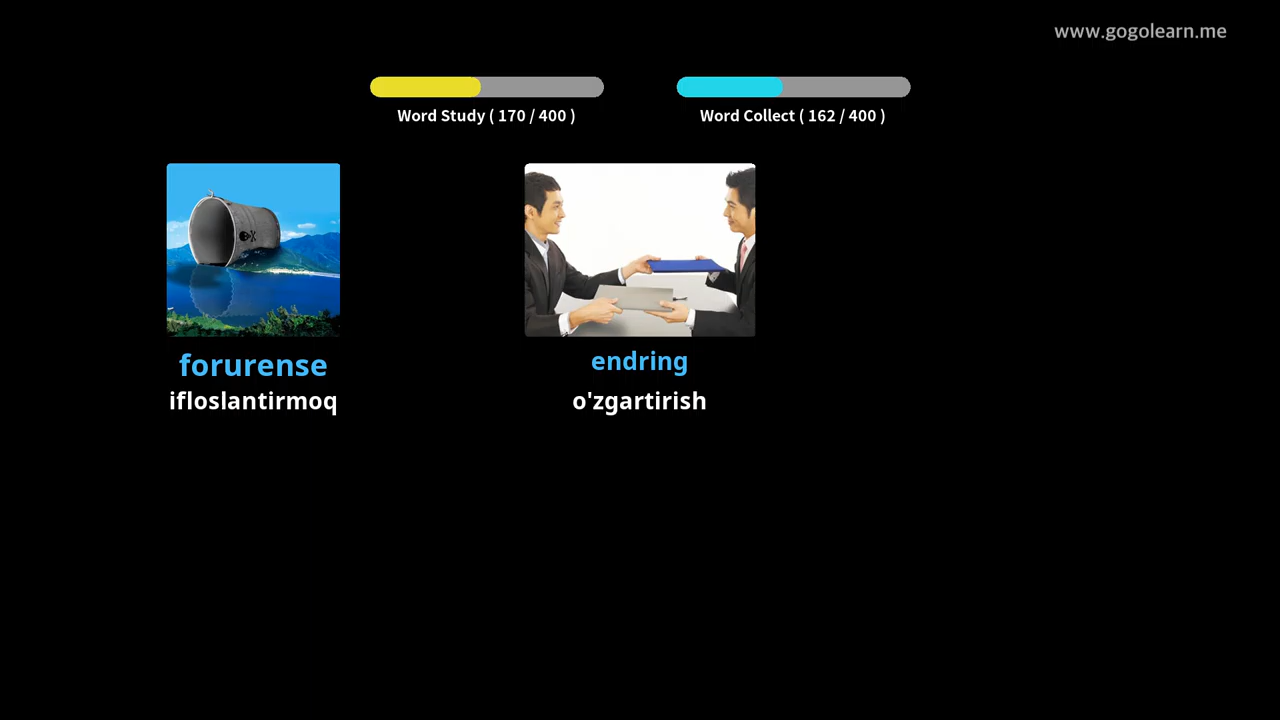 www.gogolearn.me
Word Study ( 170 / 400 )
Word Collect ( 162 / 400 )
forurense
ifloslantirmoq
endring
o'zgartirish